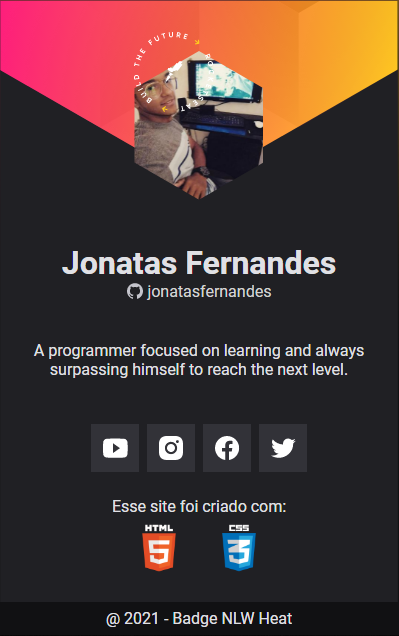 BUILD THE FUTURE
Jonatas Fernandes
jonatasfernandes
A programmer focused on learning and always
surpassing himself to reach the next level.
Esse site foi criado com:
HTML CSS
5 3
@ 2021 - Badge NLW Heat